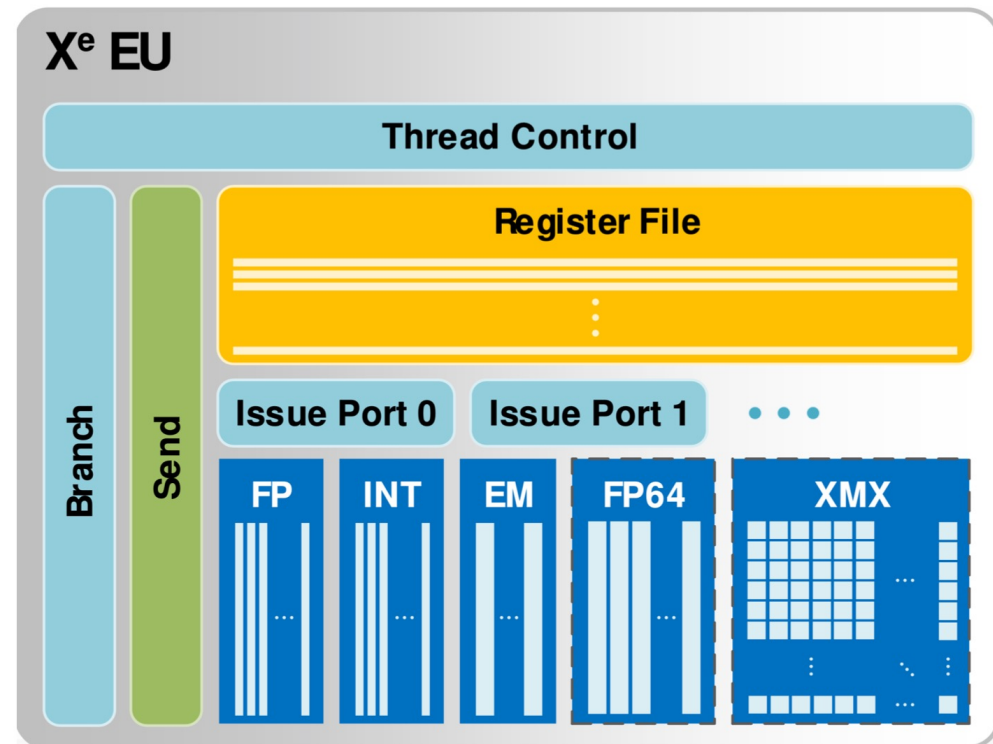 Xᵉ EU
Thread Control
Branch
Send
Register File
Issue Port 0
Issue Port 1
FP
INT
EM
FP64
XMX